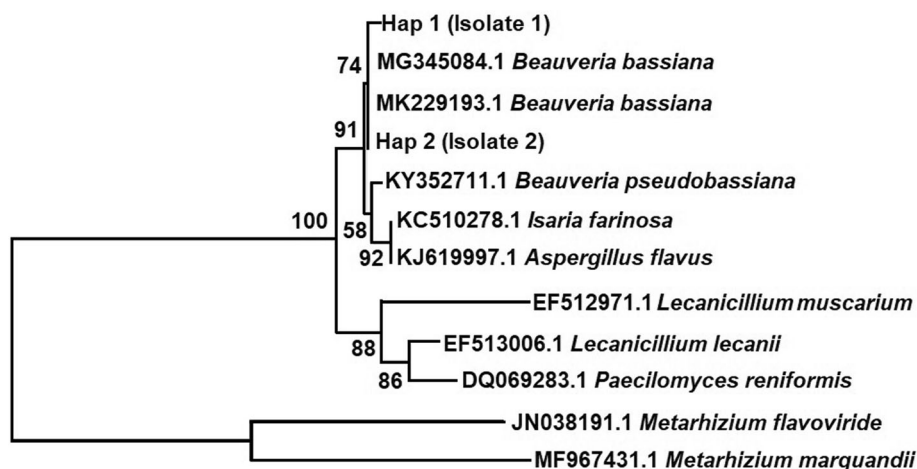 Hap 1 (Isolate 1)
74
MG345084.1 Beauveria bassiana
MK229193.1 Beauveria bassiana
91
Hap 2 (Isolate 2)
KY352711.1 Beauveria pseudobassiana
100
KC510278.1 Isaria farinosa
58
92
KJ619997.1 Aspergillus flavus
EF512971.1 Lecanicillium muscarium
EF513006.1 Lecanicillium lecanii
88
86
DQ069283.1 Paecilomyces reniformis
JN038191.1 Metarhizium flavoviride
MF967431.1 Metarhizium marquandii